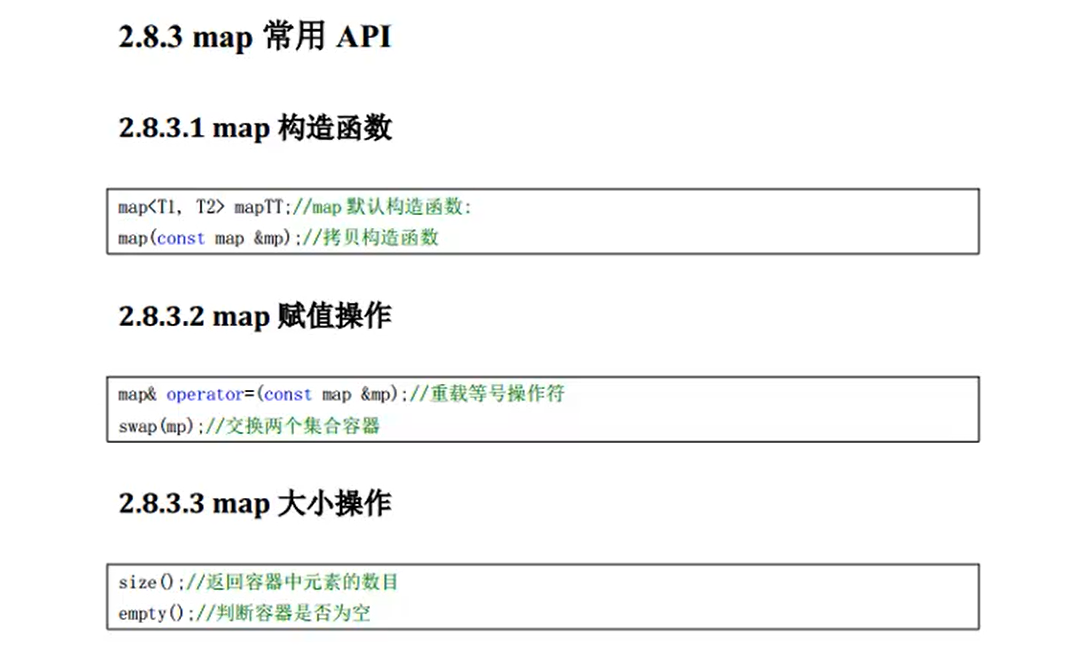 2.8.3 map 常用 API
2.8.3.1 map 构造函数
map<T1, T2> mapTT;//map 默认构造函数:
map(const map &mp);//拷贝构造函数
2.8.3.2 map 赋值操作
map& operator=(const map &mp);//重载等号操作符
swap(mp);//交换两个集合容器
2.8.3.3 map 大小操作
size();//返回容器中元素的数目
empty();//判断容器是否为空